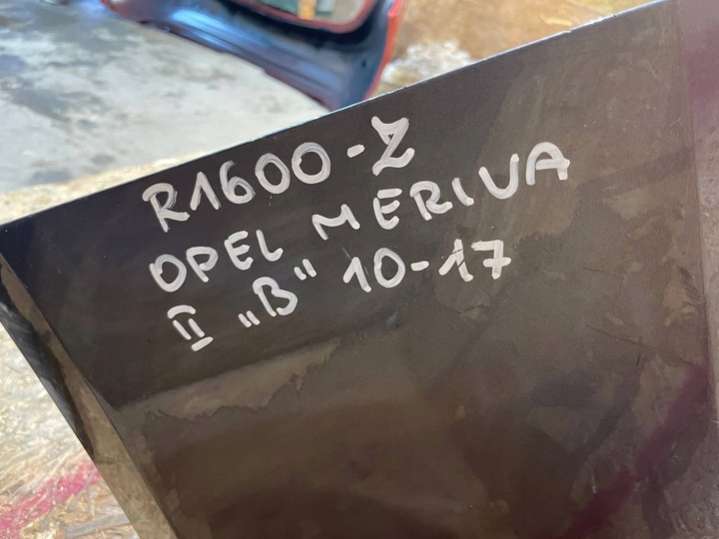 R1600-Z
OPEL MERIVA
II „B" 10-17